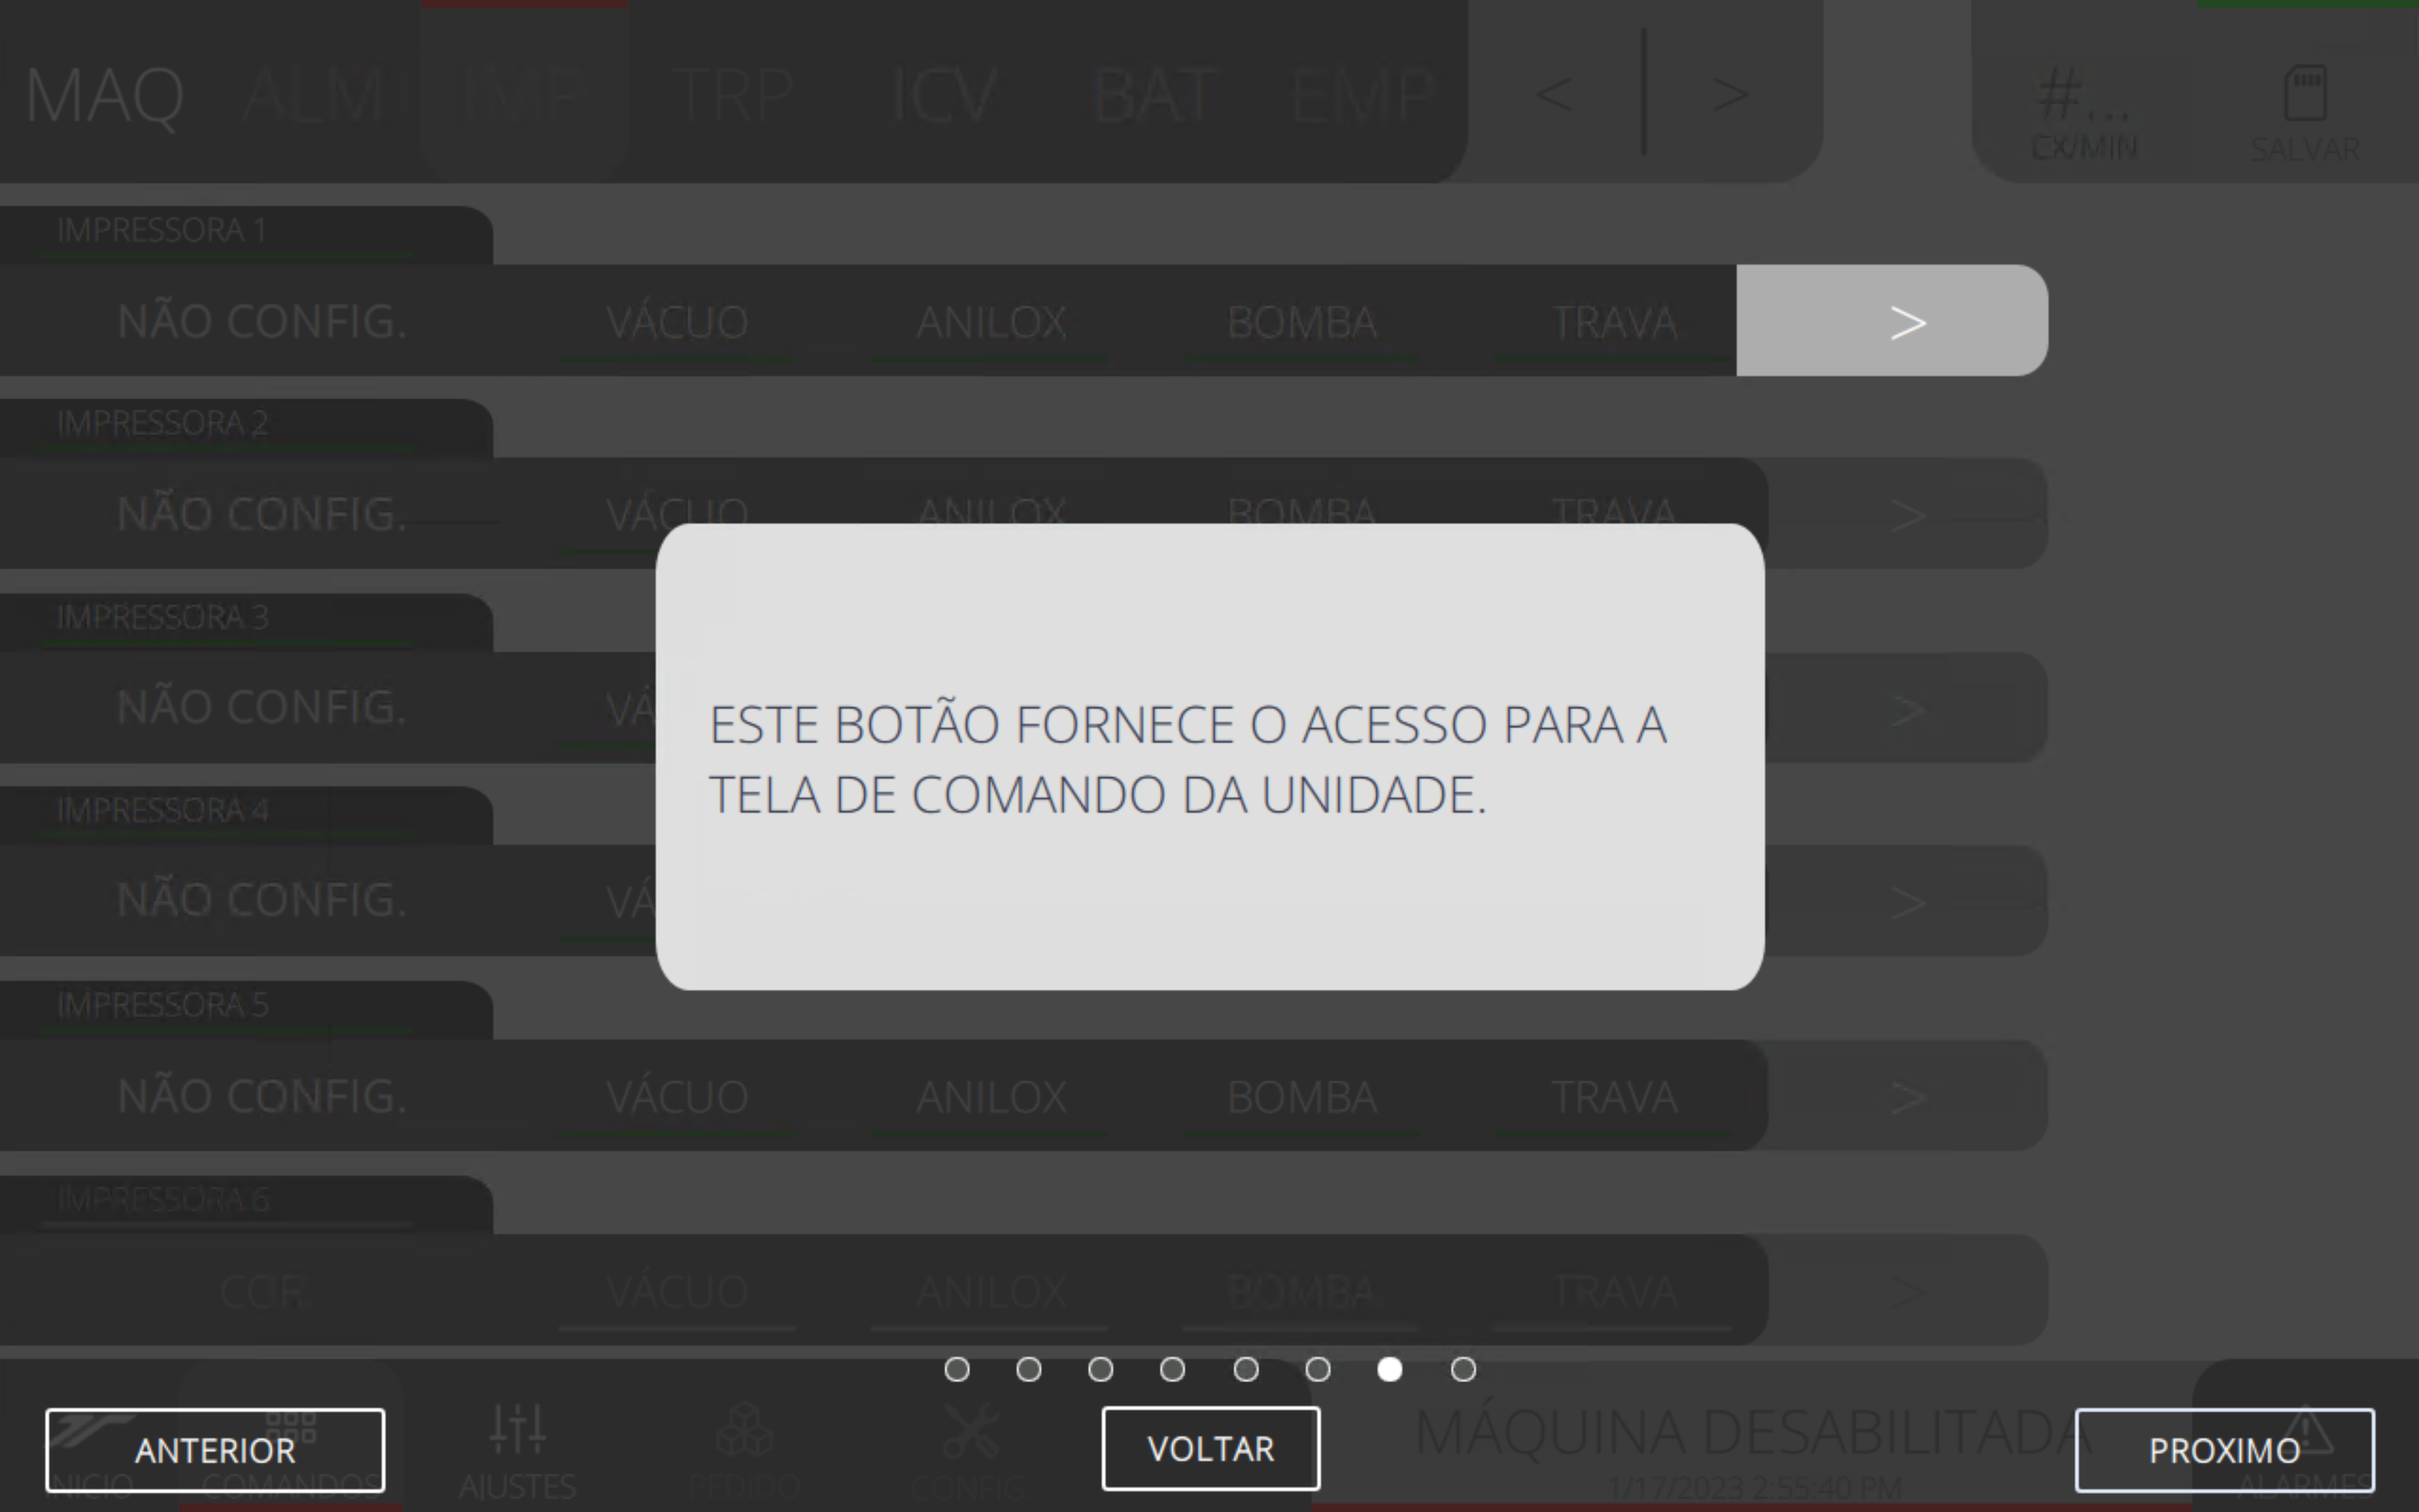 MAQ ALM IMP TRP ICV BAT EMP < > #... CX/MIN SALVAR
IMPRESSORA 1
NÃO CONFIG. VÁCUO ANILOX BOMBA TRAVA >
IMPRESSORA 2
NÃO CONFIG. VÁCUO ANILOX BOMBA TRAVA >
IMPRESSORA 3
NÃO CONFIG. VÁ >
IMPRESSORA 4
NÃO CONFIG. VÁ >
ESTE BOTÃO FORNECE O ACESSO PARA A
TELA DE COMANDO DA UNIDADE.
IMPRESSORA 5
NÃO CONFIG. VÁCUO ANILOX BOMBA TRAVA >
IMPRESSORA 6
COR VÁCUO ANILOX BOMBA TRAVA >
ANTERIOR VOLTAR PROXIMO
MÁQUINA DESABILITADA
INICIO COMANDOS AJUSTES PEDIDO CONFIG. 1/17/2023 2:55:40 PM ALARMES